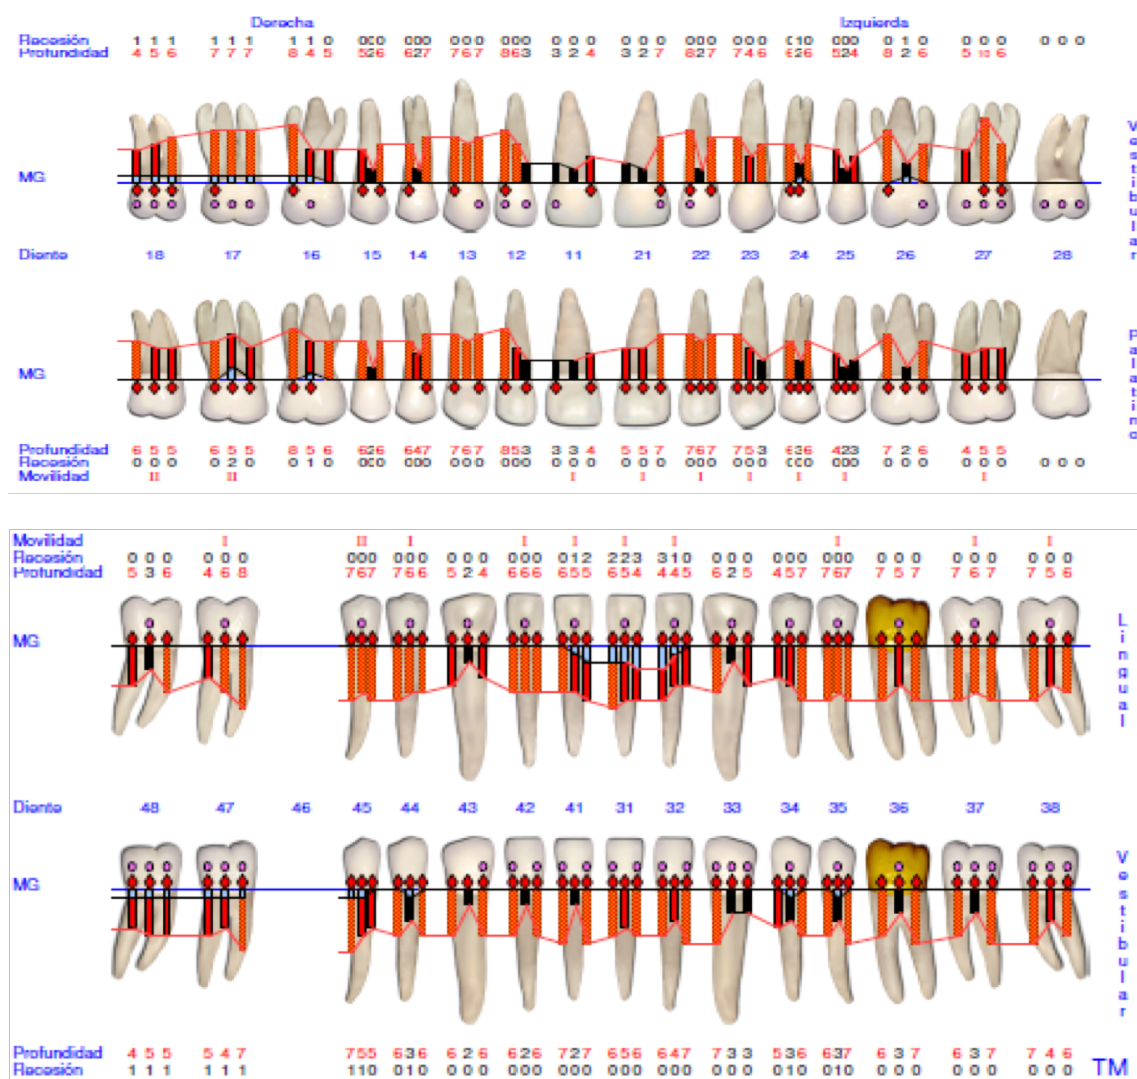 Derecha Izquierda
Recesión 1 1 1 1 1 1 1 1 0 000 000 000 000 000 000 000 000 010 000 0 1 0 0 0 0 0 0 0
Profundidad 4 5 6 7 7 7 8 4 5 526 627 767 863 3 2 4 3 2 7 827 746 626 524 8 2 6 5 10 6
MG
Vestibular
Diente 18 17 16 15 14 13 12 11 21 22 23 24 25 26 27 28
MG
Palatino
Profundidad 6 5 5 6 5 5 8 5 6 626 647 767 853 3 3 4 5 5 7 767 753 636 423 7 2 6 4 5 5
Recesión 0 0 0 0 2 0 0 1 0 000 000 000 000 0 0 0 0 0 0 000 000 000 000 0 0 0 0 0 0 0 0 0
Movilidad II II I I I I I I I
Movilidad I II I I I I I I I I
Recesión 0 0 0 0 0 0 000 000 0 0 0 000 012 223 310 0 0 0 000 000 0 0 0 0 0 0 0 0 0
Profundidad 5 3 6 4 6 8 767 766 5 2 4 666 655 654 445 6 2 5 457 767 7 5 7 7 6 7 7 5 6
MG
Lingual
Diente 48 47 46 45 44 43 42 41 31 32 33 34 35 36 37 38
MG
Vestibular
Profundidad 4 5 5 5 4 7 755 636 6 2 6 626 727 656 647 7 3 3 536 637 6 3 7 6 3 7 7 4 6
Recesión 1 1 1 1 1 1 110 010 0 0 0 000 000 000 000 0 0 0 010 010 0 0 0 0 0 0 0 0 0
TM